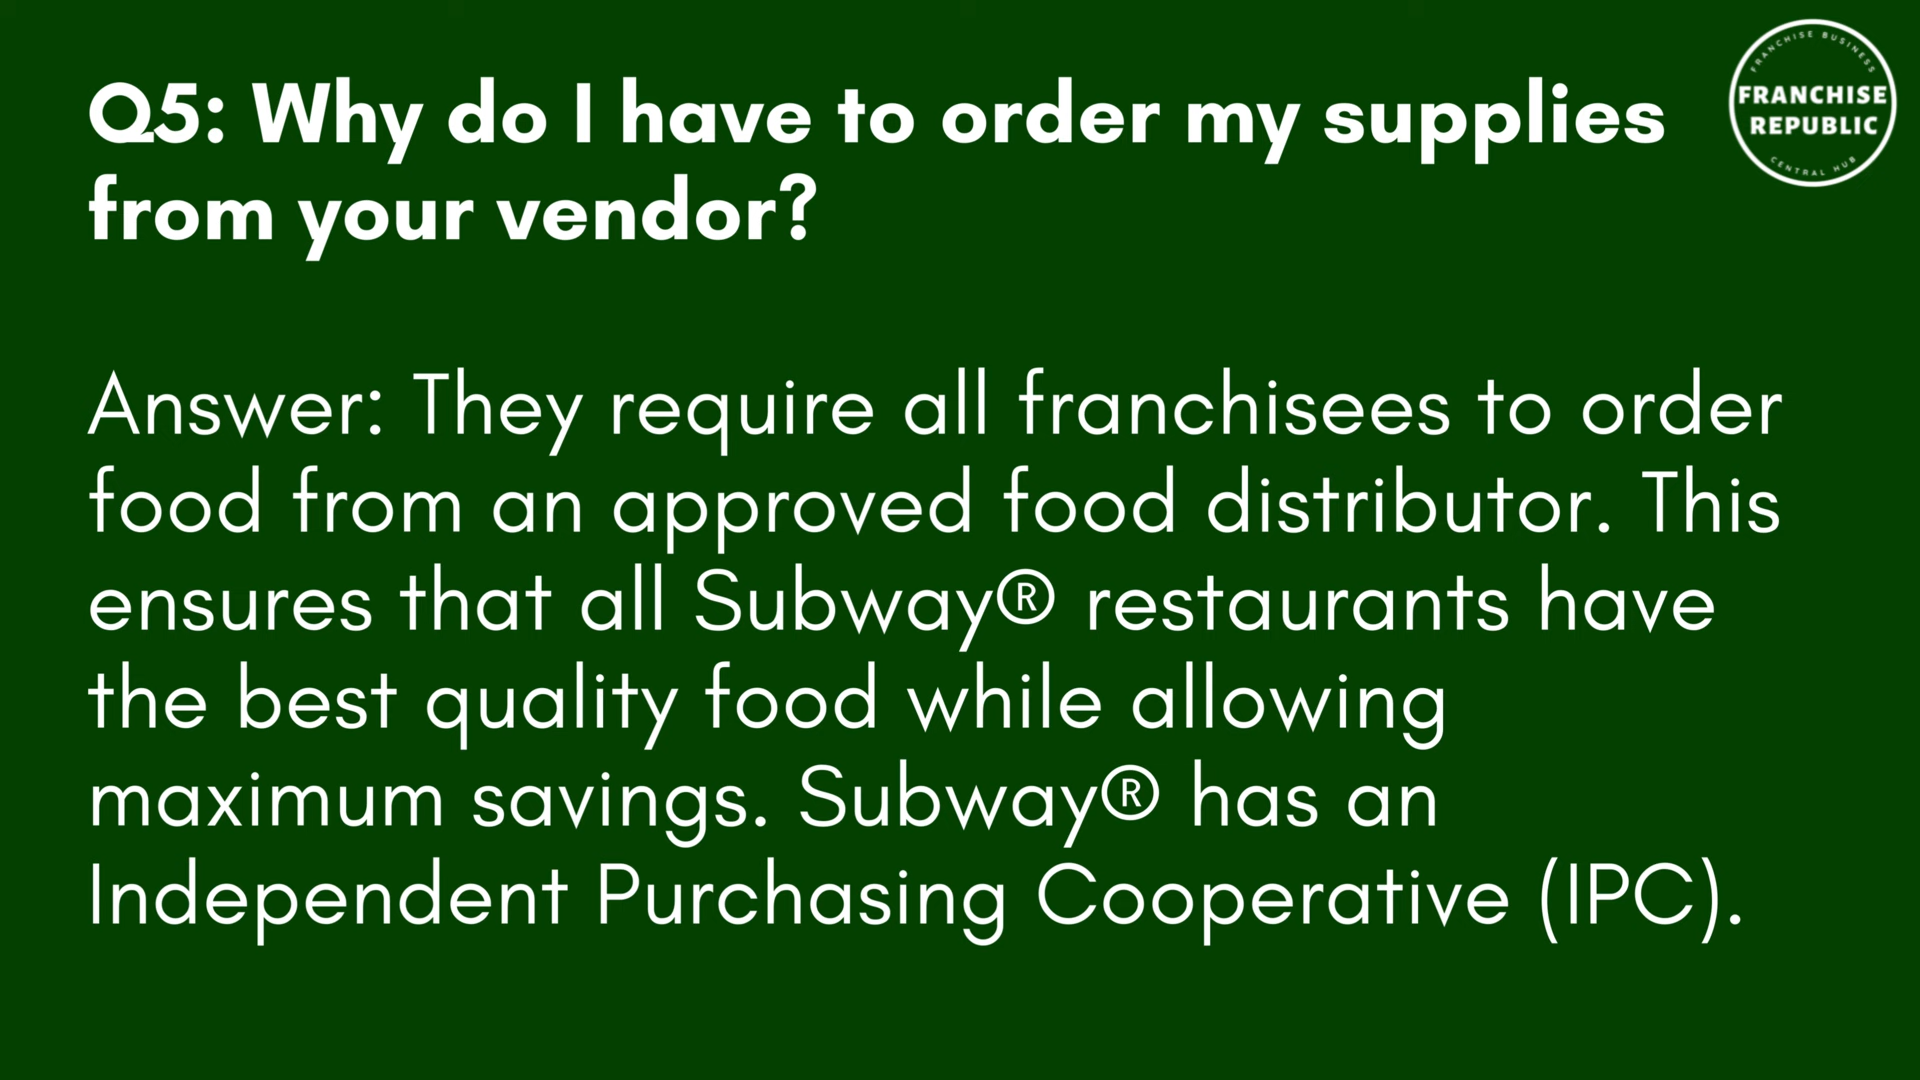 Q5: Why do I have to order my supplies
from your vendor?
FRANCHISE BUSINESS
FRANCHISE
REPUBLIC
CENTRAL HUB
Answer: They require all franchisees to order
food from an approved food distributor. This
ensures that all Subway® restaurants have
the best quality food while allowing
maximum savings. Subway® has an
Independent Purchasing Cooperative (IPC).